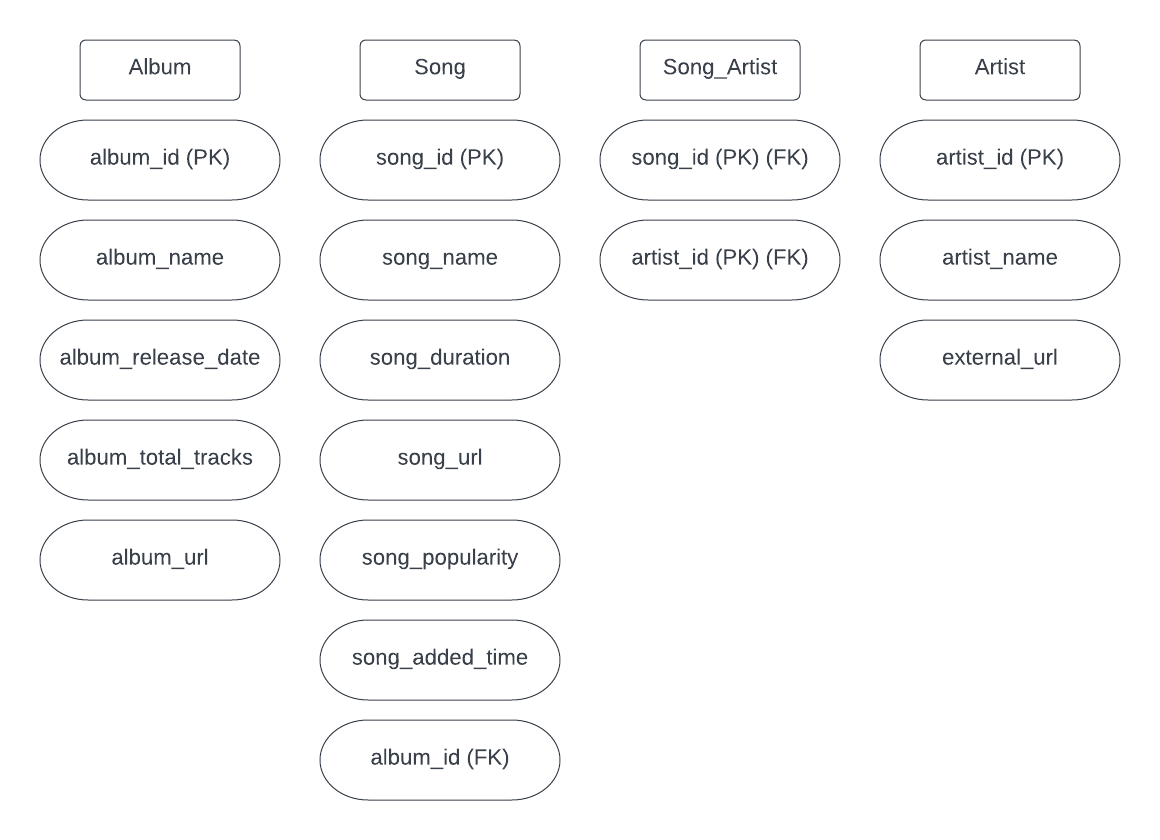 Album
album_id (PK)
album_name
album_release_date
album_total_tracks
album_url
Song
song_id (PK)
song_name
song_duration
song_url
song_popularity
song_added_time
album_id (FK)
Song_Artist
song_id (PK) (FK)
artist_id (PK) (FK)
Artist
artist_id (PK)
artist_name
external_url